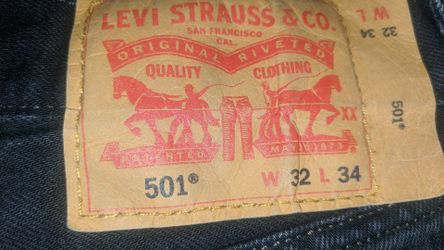 LEVI STRAUSS & CO.
SAN FRANCISCO
CAL.
ORIGINAL RIVETED
QUALITY CLOTHING
XX
PATENTED MAY 1873
501®
W 32 L 34
W L
32 34
501®